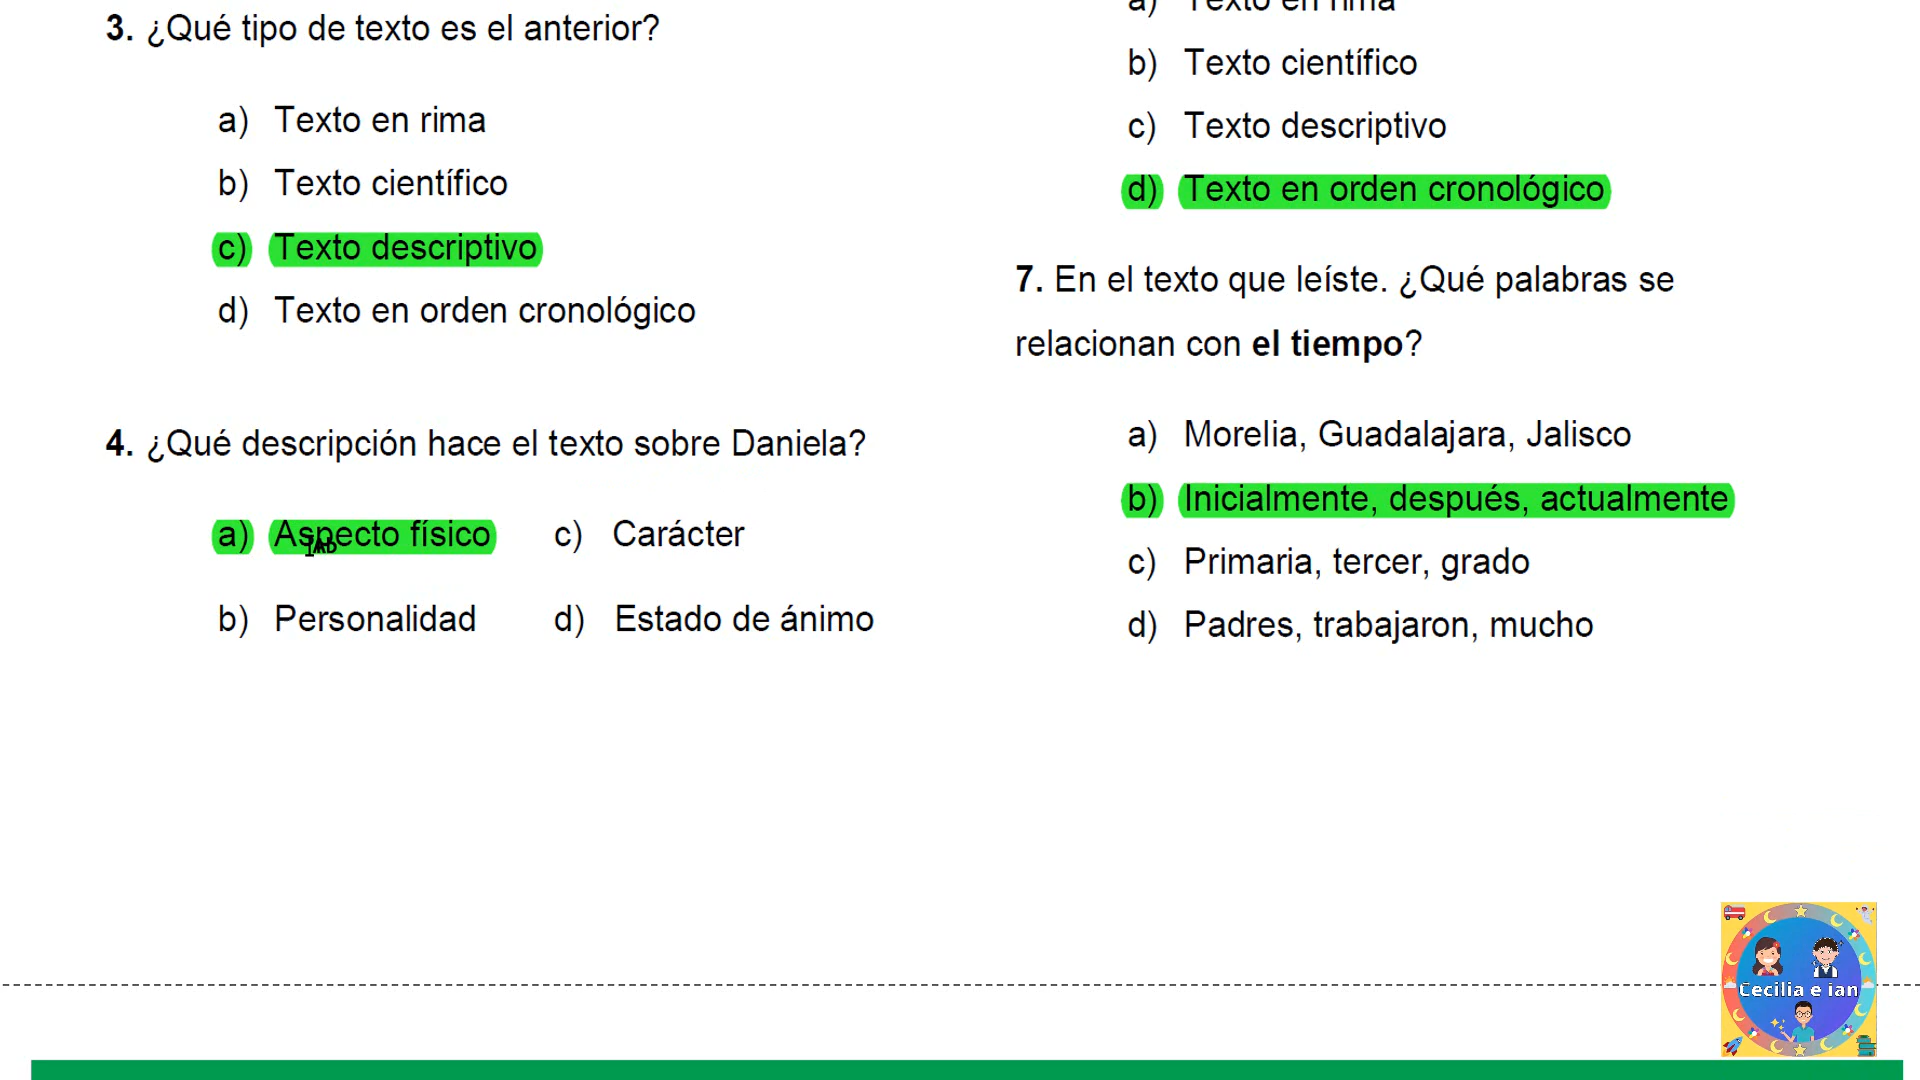 3. ¿Qué tipo de texto es el anterior?
a) Texto en rima
b) Texto científico
c) Texto descriptivo
d) Texto en orden cronológico
4. ¿Qué descripción hace el texto sobre Daniela?
a) Aspecto físico c) Carácter
b) Personalidad d) Estado de ánimo
a) Texto en rima
b) Texto científico
c) Texto descriptivo
d) Texto en orden cronológico
7. En el texto que leíste. ¿Qué palabras se
relacionan con el tiempo?
a) Morelia, Guadalajara, Jalisco
b) Inicialmente, después, actualmente
c) Primaria, tercer, grado
d) Padres, trabajaron, mucho
Cecilia e ian